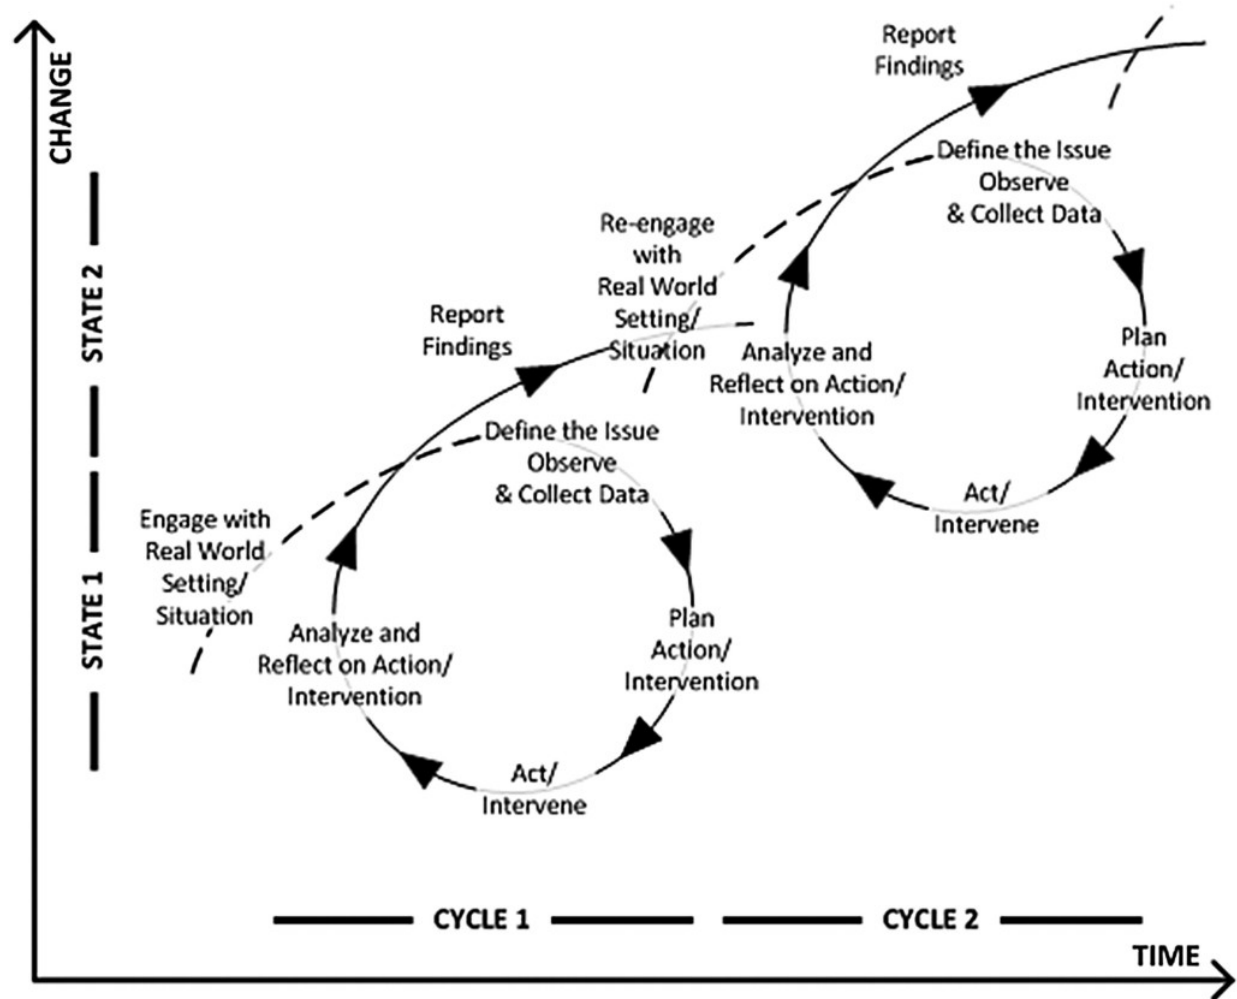 CHANGE
Report
Findings
Define the Issue
Observe
& Collect Data
Re-engage
with
Real World
Setting/
Situation
STATE 2
Plan
Action/
Intervention
Analyze and
Reflect on Action/
Intervention
Act/
Intervene
Report
Findings
Define the Issue
Observe
& Collect Data
Engage with
Real World
Setting/
Situation
STATE 1
Plan
Action/
Intervention
Analyze and
Reflect on Action/
Intervention
Act/
Intervene
CYCLE 1
CYCLE 2
TIME